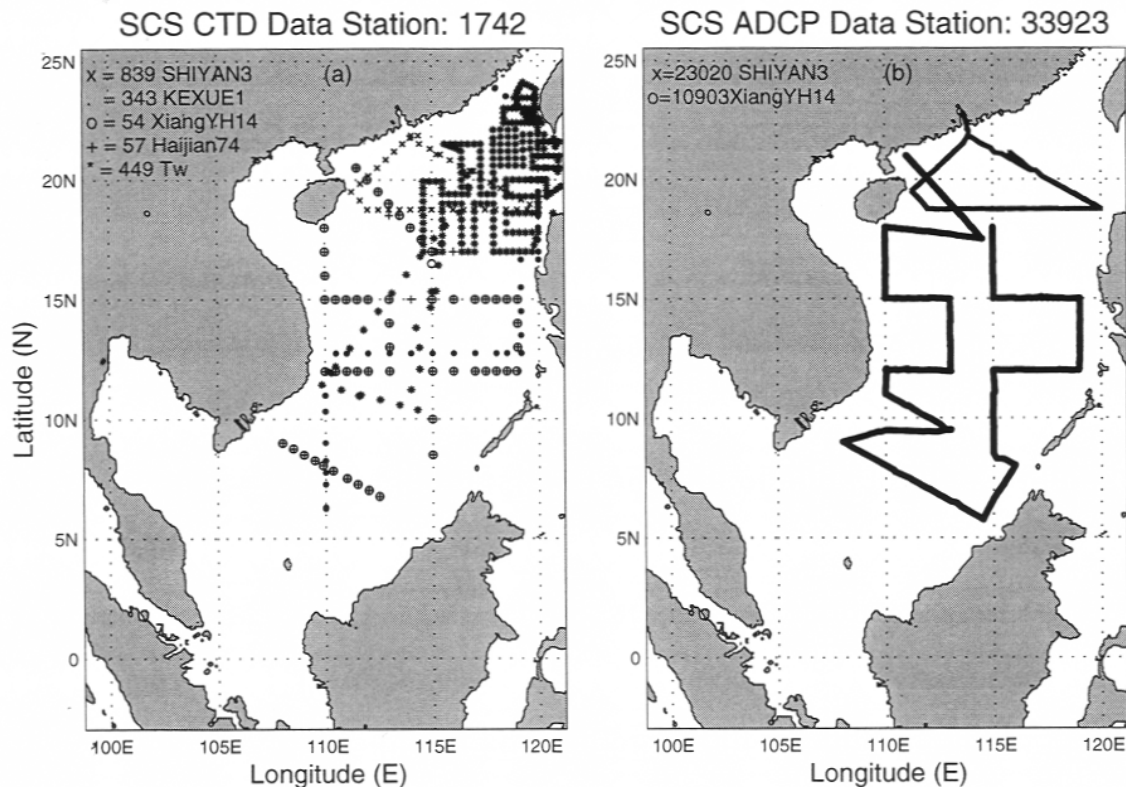 SCS CTD Data Station: 1742
x = 839 SHIYAN3
. = 343 KEXUE1
o = 54 XiangYH14
+ = 57 Haijian74
* = 449 Tw
(a)
25N
20N
15N
10N
5N
0
Latitude (N)
100E 105E 110E 115E 120E
Longitude (E)
SCS ADCP Data Station: 33923
x=23020 SHIYAN3
o=10903XiangYH14
(b)
25N
20N
15N
10N
5N
0
100E 105E 110E 115E 120E
Longitude (E)